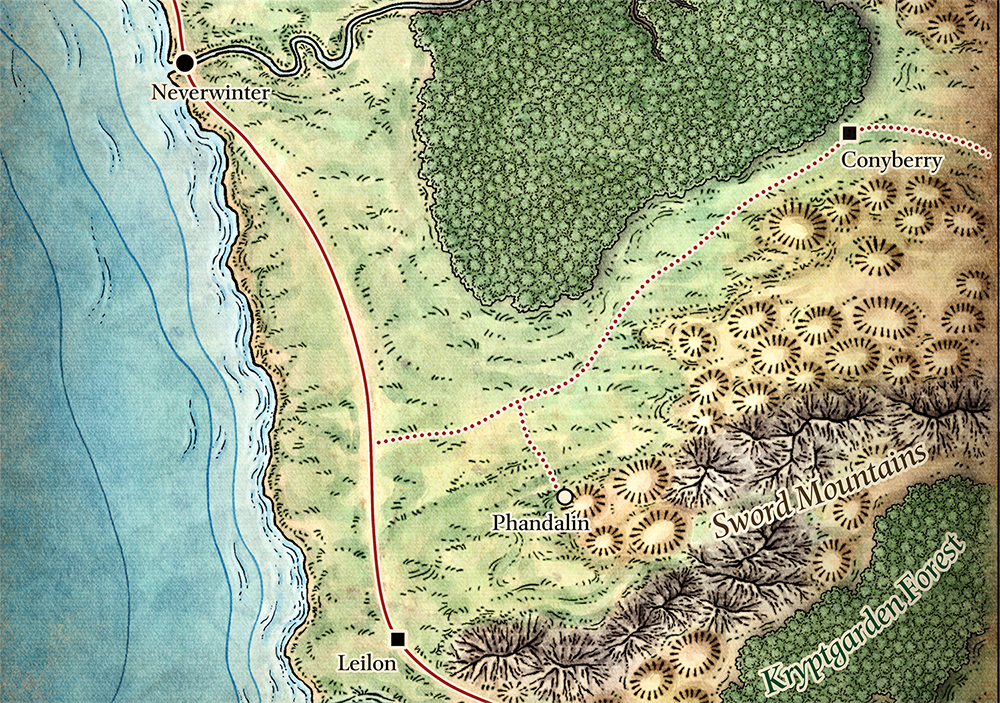 Neverwinter
Conyberry
Sword Mountains
Phandalin
Kryptgarden Forest
Leilon